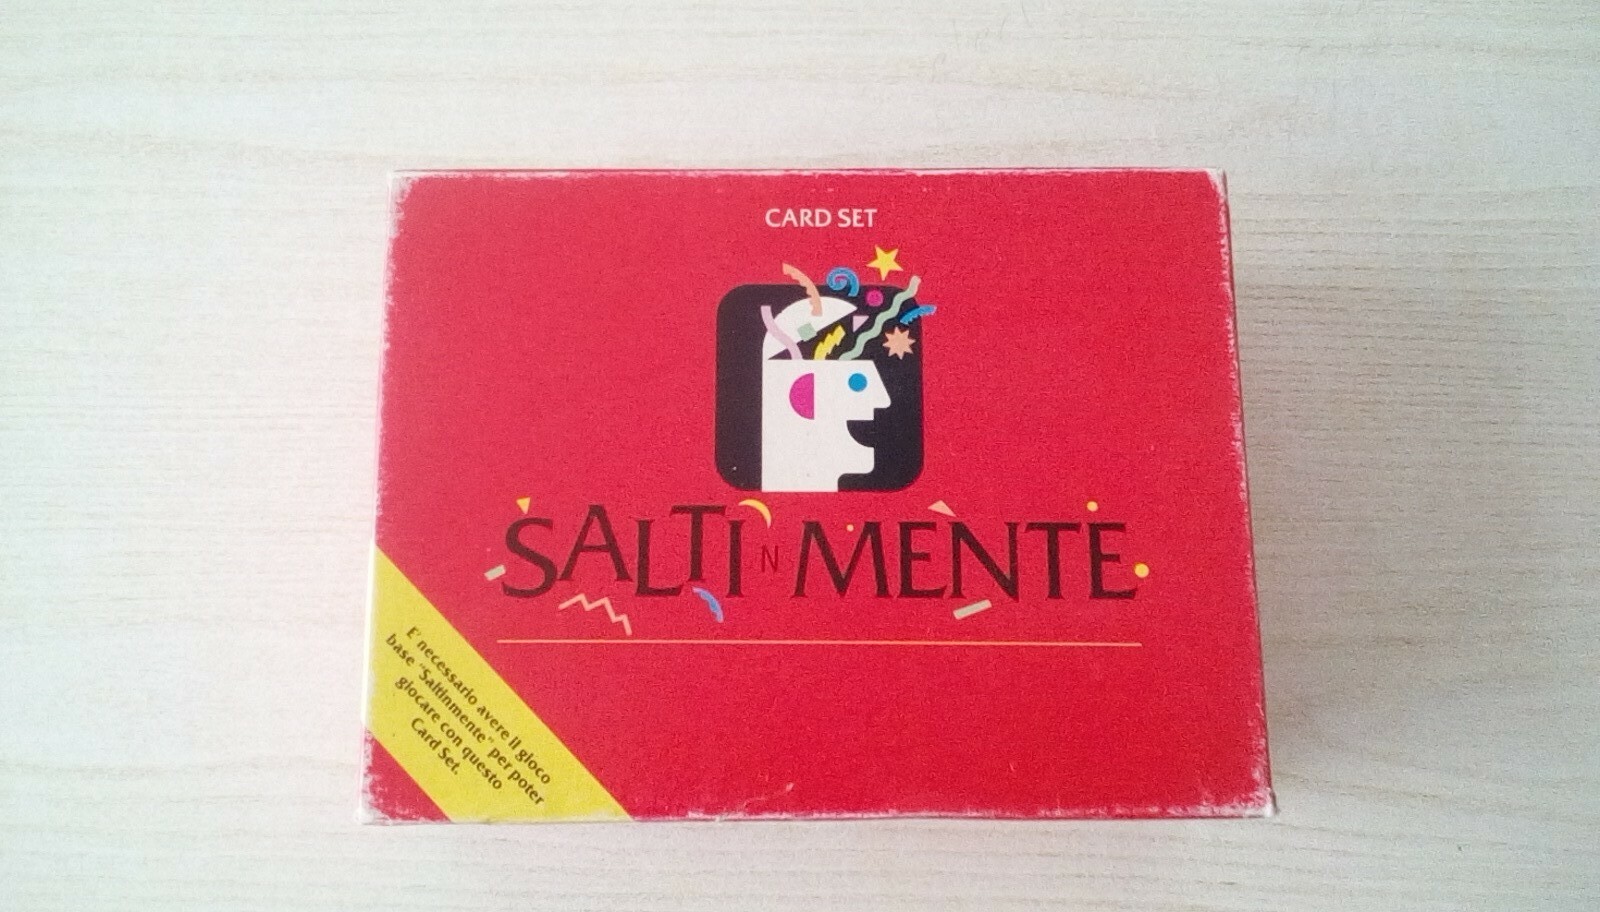 CARD SET
SALTI N MENTE
E' necessario avere il gioco
base "Saltinmente" per poter
giocare con questo
Card Set.